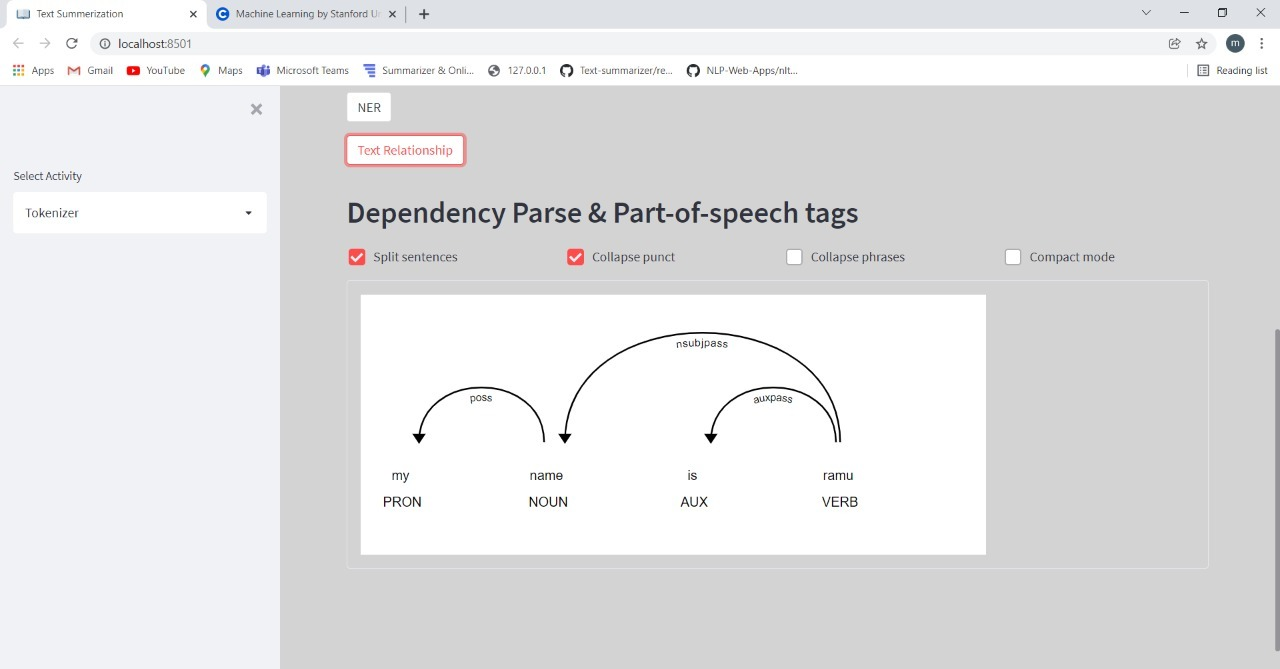 Text Summerization
Machine Learning by Stanford U
localhost:8501
m
Apps Gmail YouTube Maps Microsoft Teams Summarizer & Onli... 127.0.0.1 Text-summarizer/re... NLP-Web-Apps/nlt... Reading list
NER
Text Relationship
Select Activity
Tokenizer
Dependency Parse & Part-of-speech tags
Split sentences Collapse punct Collapse phrases Compact mode
nsubjpass
poss auxpass
my name is ramu
PRON NOUN AUX VERB